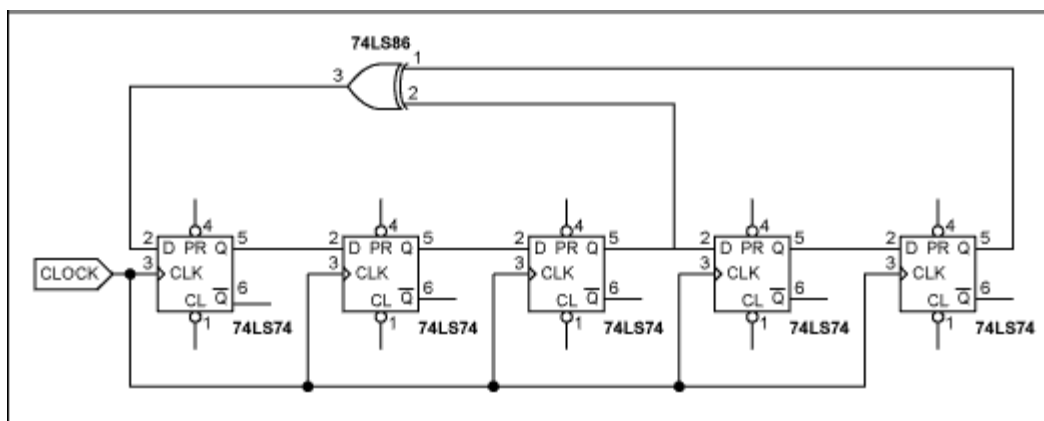 74LS86
1
3
2
4 4 4 4 4
2 D PR Q 5 2 D PR Q 5 2 D PR Q 5 2 D PR Q 5 2 D PR Q 5
CLOCK 3 CLK 3 CLK 3 CLK 3 CLK 3 CLK
CL Q 6 CL Q 6 CL Q 6 CL Q 6 CL Q 6
1 74LS74 1 74LS74 1 74LS74 1 74LS74 1 74LS74